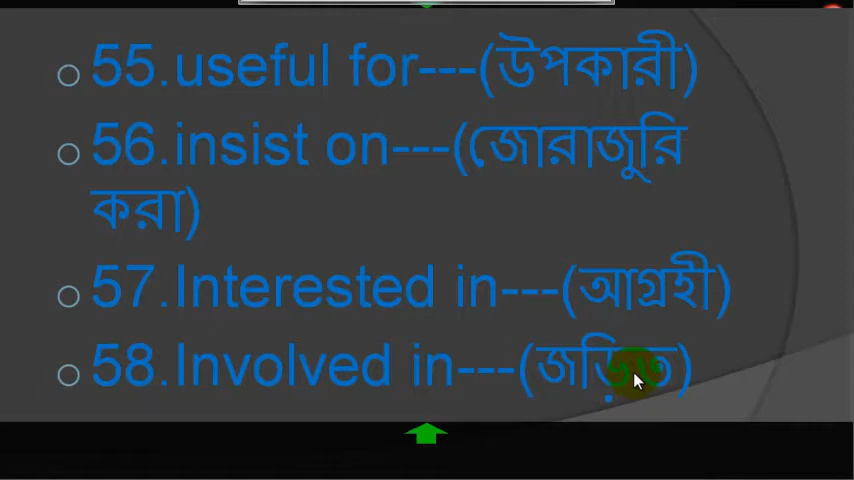 55.useful for---(উপকারী)
56.insist on---(জোরাজুরি
করা)
57.Interested in---(আগ্রহী)
58.Involved in---(জড়িত)